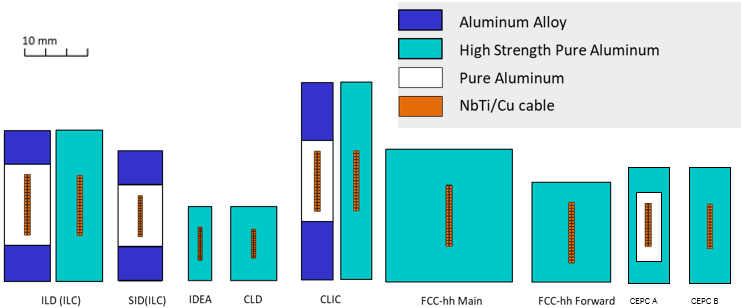 Aluminum Alloy
10 mm
High Strength Pure Aluminum
Pure Aluminum
NbTi/Cu cable
ILD (ILC)
SID(ILC)
IDEA
CLD
CLIC
FCC-hh Main
FCC-hh Forward
CEPC A
CEPC B